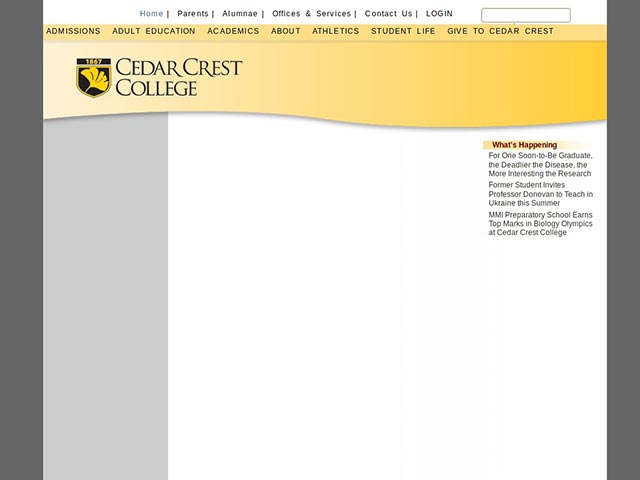 Home | Parents | Alumnae | Offices & Services | Contact Us | LOGIN
ADMISSIONS ADULT EDUCATION ACADEMICS ABOUT ATHLETICS STUDENT LIFE GIVE TO CEDAR CREST
1867
CEDAR CREST
COLLEGE
What's Happening
For One Soon-to-Be Graduate,
the Deadlier the Disease, the
More Interesting the Research
Former Student Invites
Professor Donovan to Teach in
Ukraine this Summer
MMI Preparatory School Earns
Top Marks in Biology Olympics
at Cedar Crest College